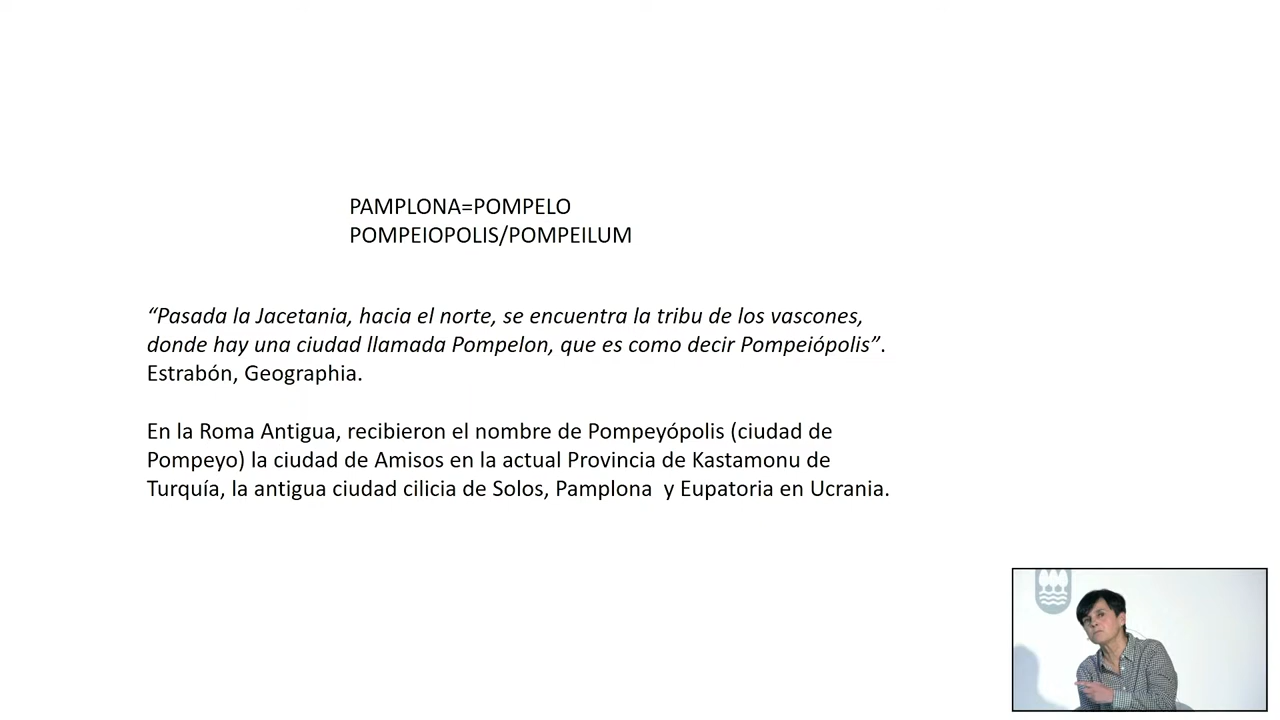 PAMPLONA=POMPELO
POMPEIOPOLIS/POMPEILUM
“Pasada la Jacetania, hacia el norte, se encuentra la tribu de los vascones,
donde hay una ciudad llamada Pompelon, que es como decir Pompeiópolis”.
Estrabón, Geographia.
En la Roma Antigua, recibieron el nombre de Pompeyópolis (ciudad de
Pompeyo) la ciudad de Amisos en la actual Provincia de Kastamonu de
Turquía, la antigua ciudad cilicia de Solos, Pamplona  y Eupatoria en Ucrania.